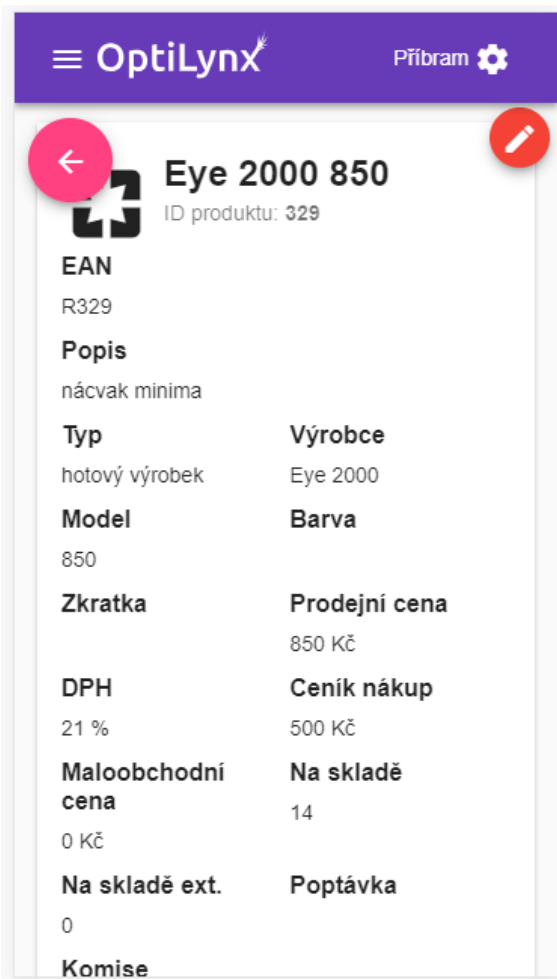 OptiLynx
Příbram
Eye 2000 850
ID produktu: 329
EAN
R329
Popis
nácvak minima
Typ
Výrobce
hotový výrobek
Eye 2000
Model
Barva
850
Zkratka
Prodejní cena
850 Kč
DPH
Ceník nákup
21 %
500 Kč
Maloobchodní
cena
Na skladě
14
0 Kč
Na skladě ext.
Poptávka
0
Komise